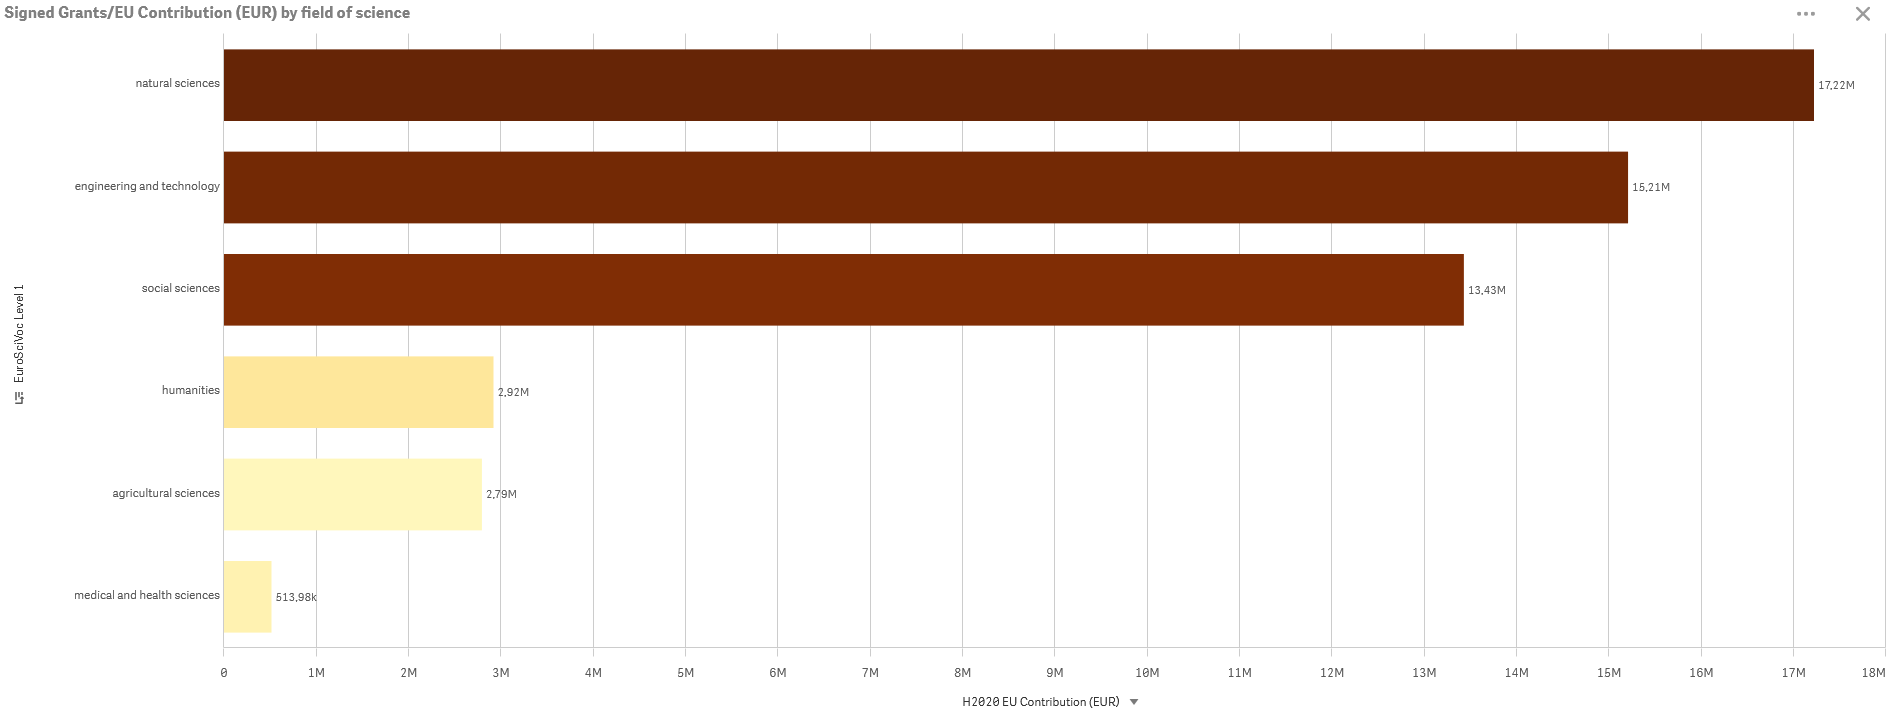 Signed Grants/EU Contribution (EUR) by field of science
EuroSciVoc Level 1
natural sciences
17,22M
engineering and technology
15,21M
social sciences
13,43M
humanities
2,92M
agricultural sciences
2,79M
medical and health sciences
513,98k
0 1M 2M 3M 4M 5M 6M 7M 8M 9M 10M 11M 12M 13M 14M 15M 16M 17M 18M
H2020 EU Contribution (EUR)